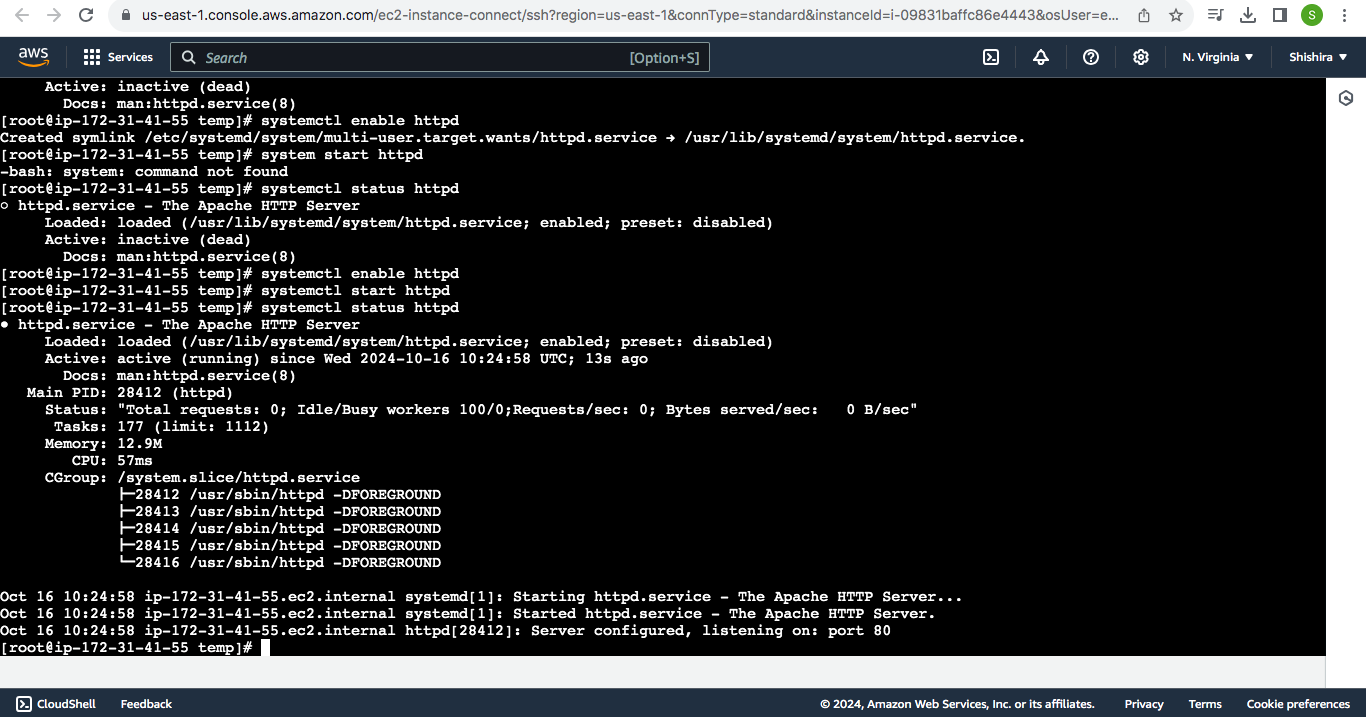 us-east-1.console.aws.amazon.com/ec2-instance-connect/ssh?region=us-east-1&connType=standard&instanceId=i-09831baffc86e4443&osUser=e...
S
aws
Services
Search
[Option+S]
N. Virginia ▼
Shishira ▼
Active: inactive (dead)
Docs: man:httpd.service(8)
[root@ip-172-31-41-55 temp]# systemctl enable httpd
Created symlink /etc/systemd/system/multi-user.target.wants/httpd.service → /usr/lib/systemd/system/httpd.service.
[root@ip-172-31-41-55 temp]# system start httpd
-bash: system: command not found
[root@ip-172-31-41-55 temp]# systemctl status httpd
○ httpd.service - The Apache HTTP Server
Loaded: loaded (/usr/lib/systemd/system/httpd.service; enabled; preset: disabled)
Active: inactive (dead)
Docs: man:httpd.service(8)
[root@ip-172-31-41-55 temp]# systemctl enable httpd
[root@ip-172-31-41-55 temp]# systemctl start httpd
[root@ip-172-31-41-55 temp]# systemctl status httpd
● httpd.service - The Apache HTTP Server
Loaded: loaded (/usr/lib/systemd/system/httpd.service; enabled; preset: disabled)
Active: active (running) since Wed 2024-10-16 10:24:58 UTC; 13s ago
Docs: man:httpd.service(8)
Main PID: 28412 (httpd)
Status: "Total requests: 0; Idle/Busy workers 100/0;Requests/sec: 0; Bytes served/sec:   0 B/sec"
Tasks: 177 (limit: 1112)
Memory: 12.9M
CPU: 57ms
CGroup: /system.slice/httpd.service
├─28412 /usr/sbin/httpd -DFOREGROUND
├─28413 /usr/sbin/httpd -DFOREGROUND
├─28414 /usr/sbin/httpd -DFOREGROUND
├─28415 /usr/sbin/httpd -DFOREGROUND
└─28416 /usr/sbin/httpd -DFOREGROUND
Oct 16 10:24:58 ip-172-31-41-55.ec2.internal systemd[1]: Starting httpd.service - The Apache HTTP Server...
Oct 16 10:24:58 ip-172-31-41-55.ec2.internal systemd[1]: Started httpd.service - The Apache HTTP Server.
Oct 16 10:24:58 ip-172-31-41-55.ec2.internal httpd[28412]: Server configured, listening on: port 80
[root@ip-172-31-41-55 temp]#
CloudShell
Feedback
© 2024, Amazon Web Services, Inc. or its affiliates.
Privacy
Terms
Cookie preferences